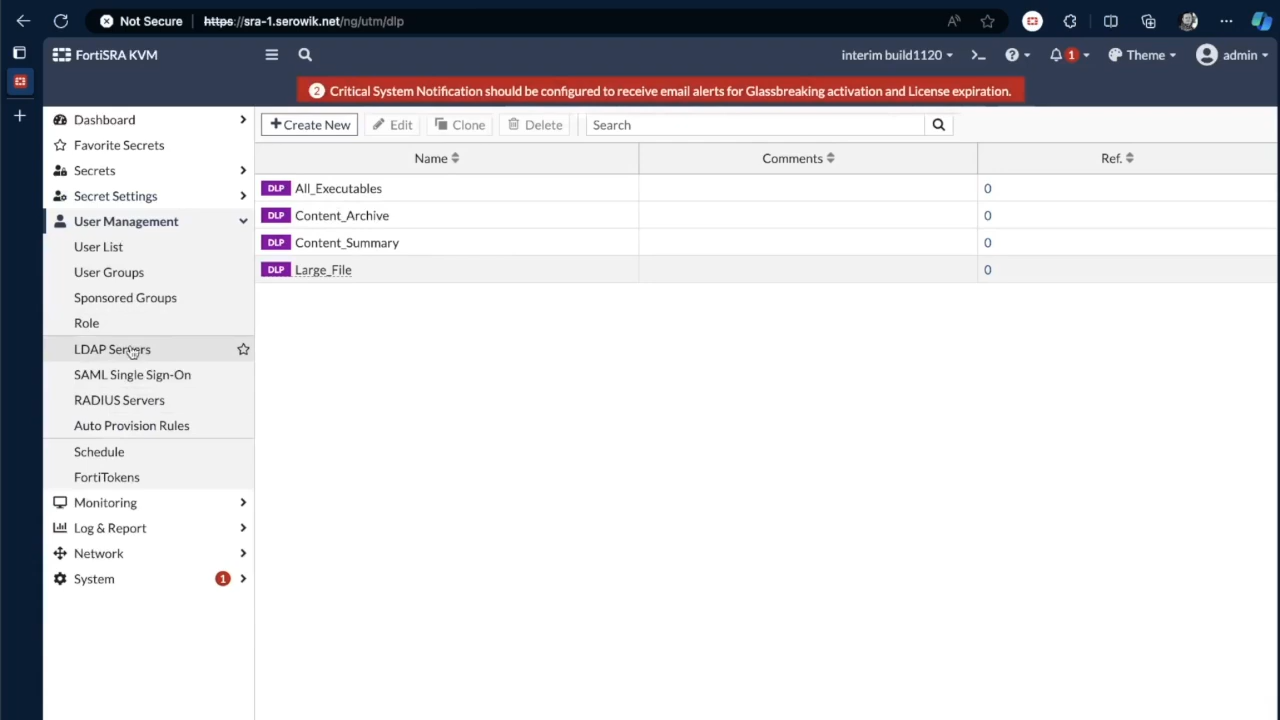 Not Secure https://sra-1.serowik.net/ng/utm/dlp
FortiSRA KVM
interim build1120
>_
1
Theme
admin
2 Critical System Notification should be configured to receive email alerts for Glassbreaking activation and License expiration.
Dashboard
Favorite Secrets
Secrets
Secret Settings
User Management
User List
User Groups
Sponsored Groups
Role
LDAP Servers
SAML Single Sign-On
RADIUS Servers
Auto Provision Rules
Schedule
FortiTokens
Monitoring
Log & Report
Network
System 1
+Create New Edit Clone Delete Search
Name Comments Ref.
DLP All_Executables 0
DLP Content_Archive 0
DLP Content_Summary 0
DLP Large_File 0